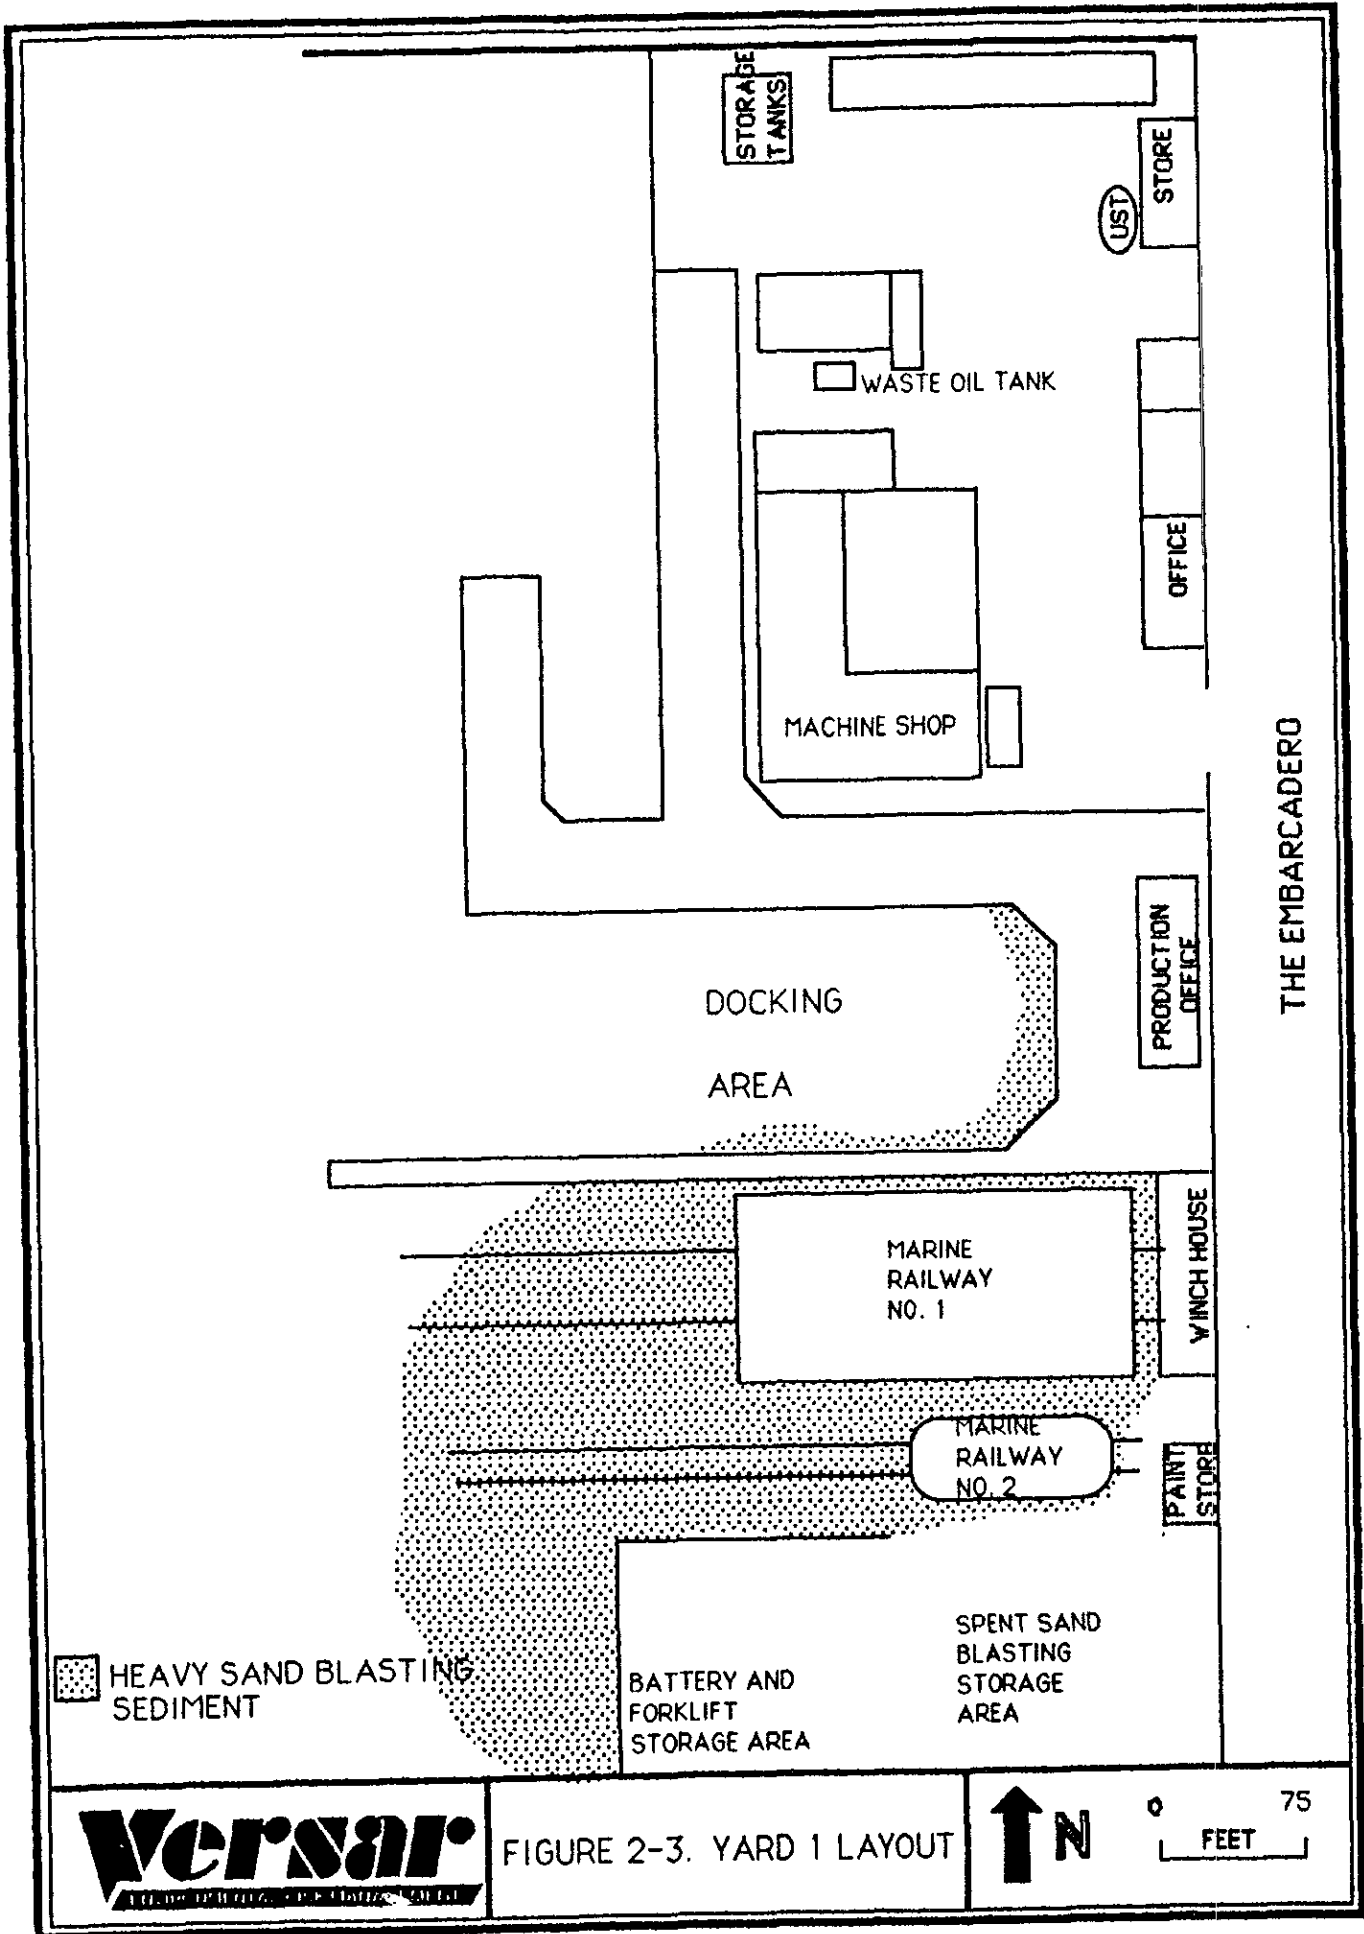 STORAGE
TANKS
STORE
UST
WASTE OIL TANK
OFFICE
MACHINE SHOP
THE EMBARCADERO
PRODUCTION
OFFICE
DOCKING
AREA
MARINE
RAILWAY
NO. 1
WINCH HOUSE
MARINE
RAILWAY
NO. 2
PAINT
STORE
SPENT SAND
BLASTING
STORAGE
AREA
BATTERY AND
FORKLIFT
STORAGE AREA
HEAVY SAND BLASTING
SEDIMENT
Versar
FIGURE 2-3. YARD 1 LAYOUT
N
0 75
FEET